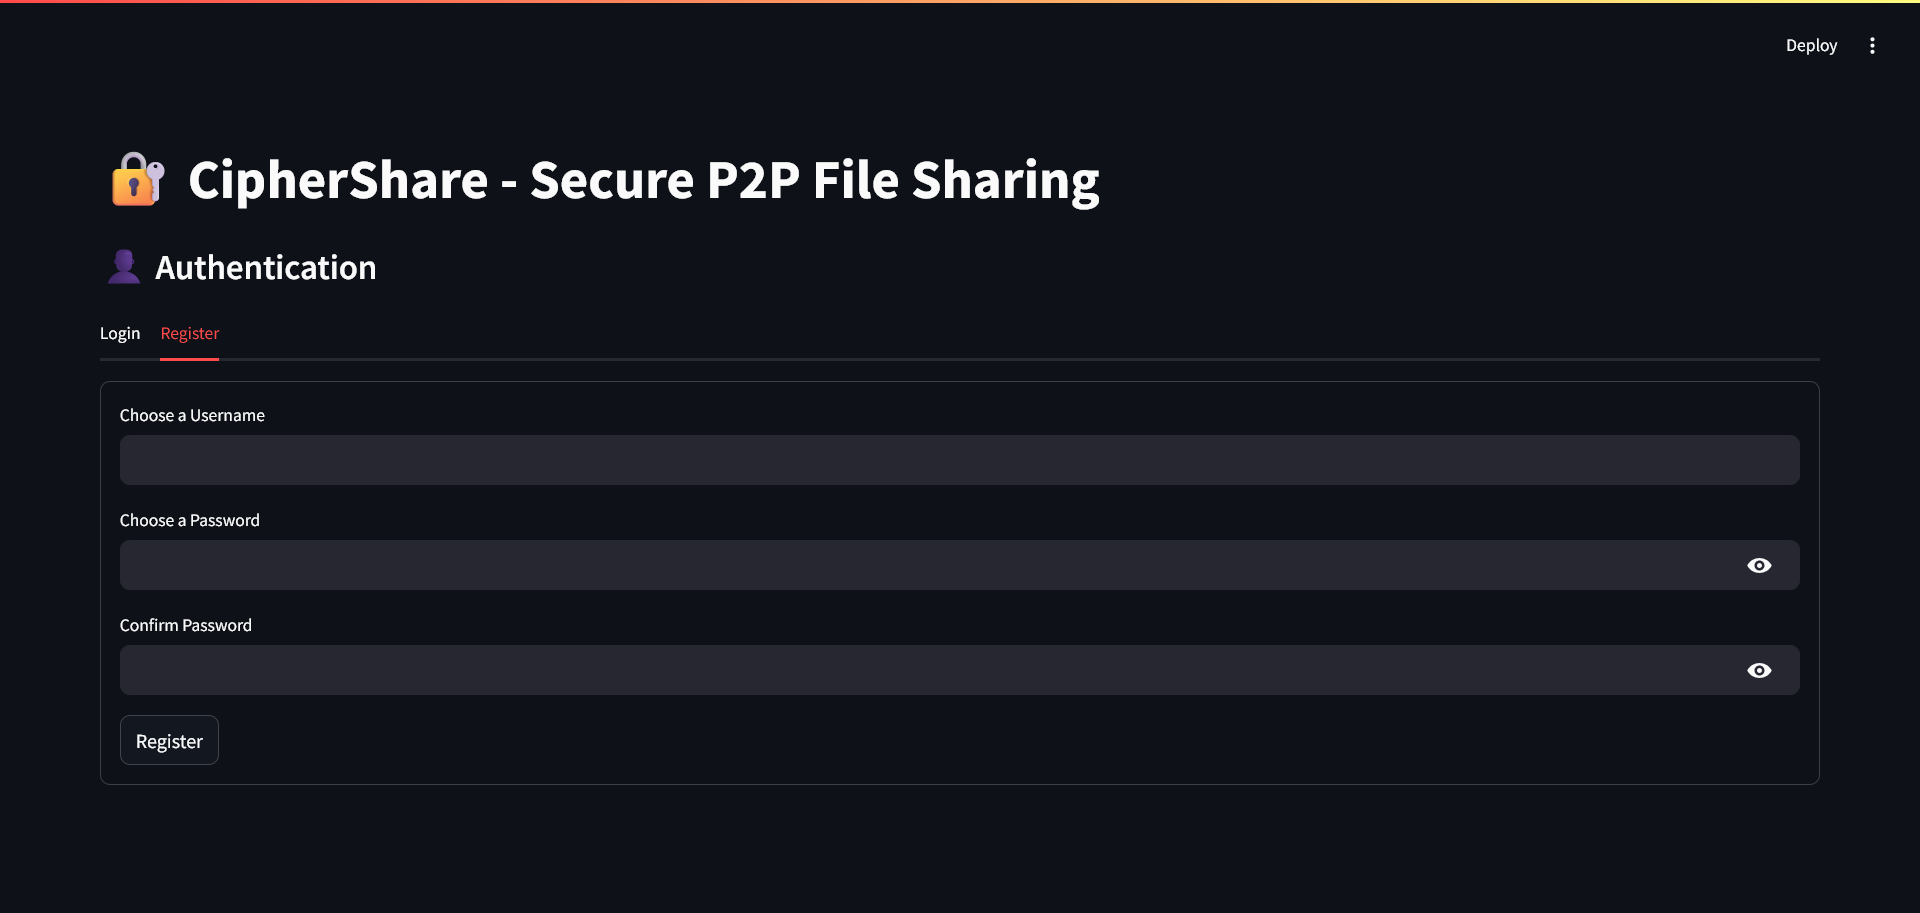 Deploy
CipherShare - Secure P2P File Sharing
Authentication
Login Register
Choose a Username
Choose a Password
Confirm Password
Register